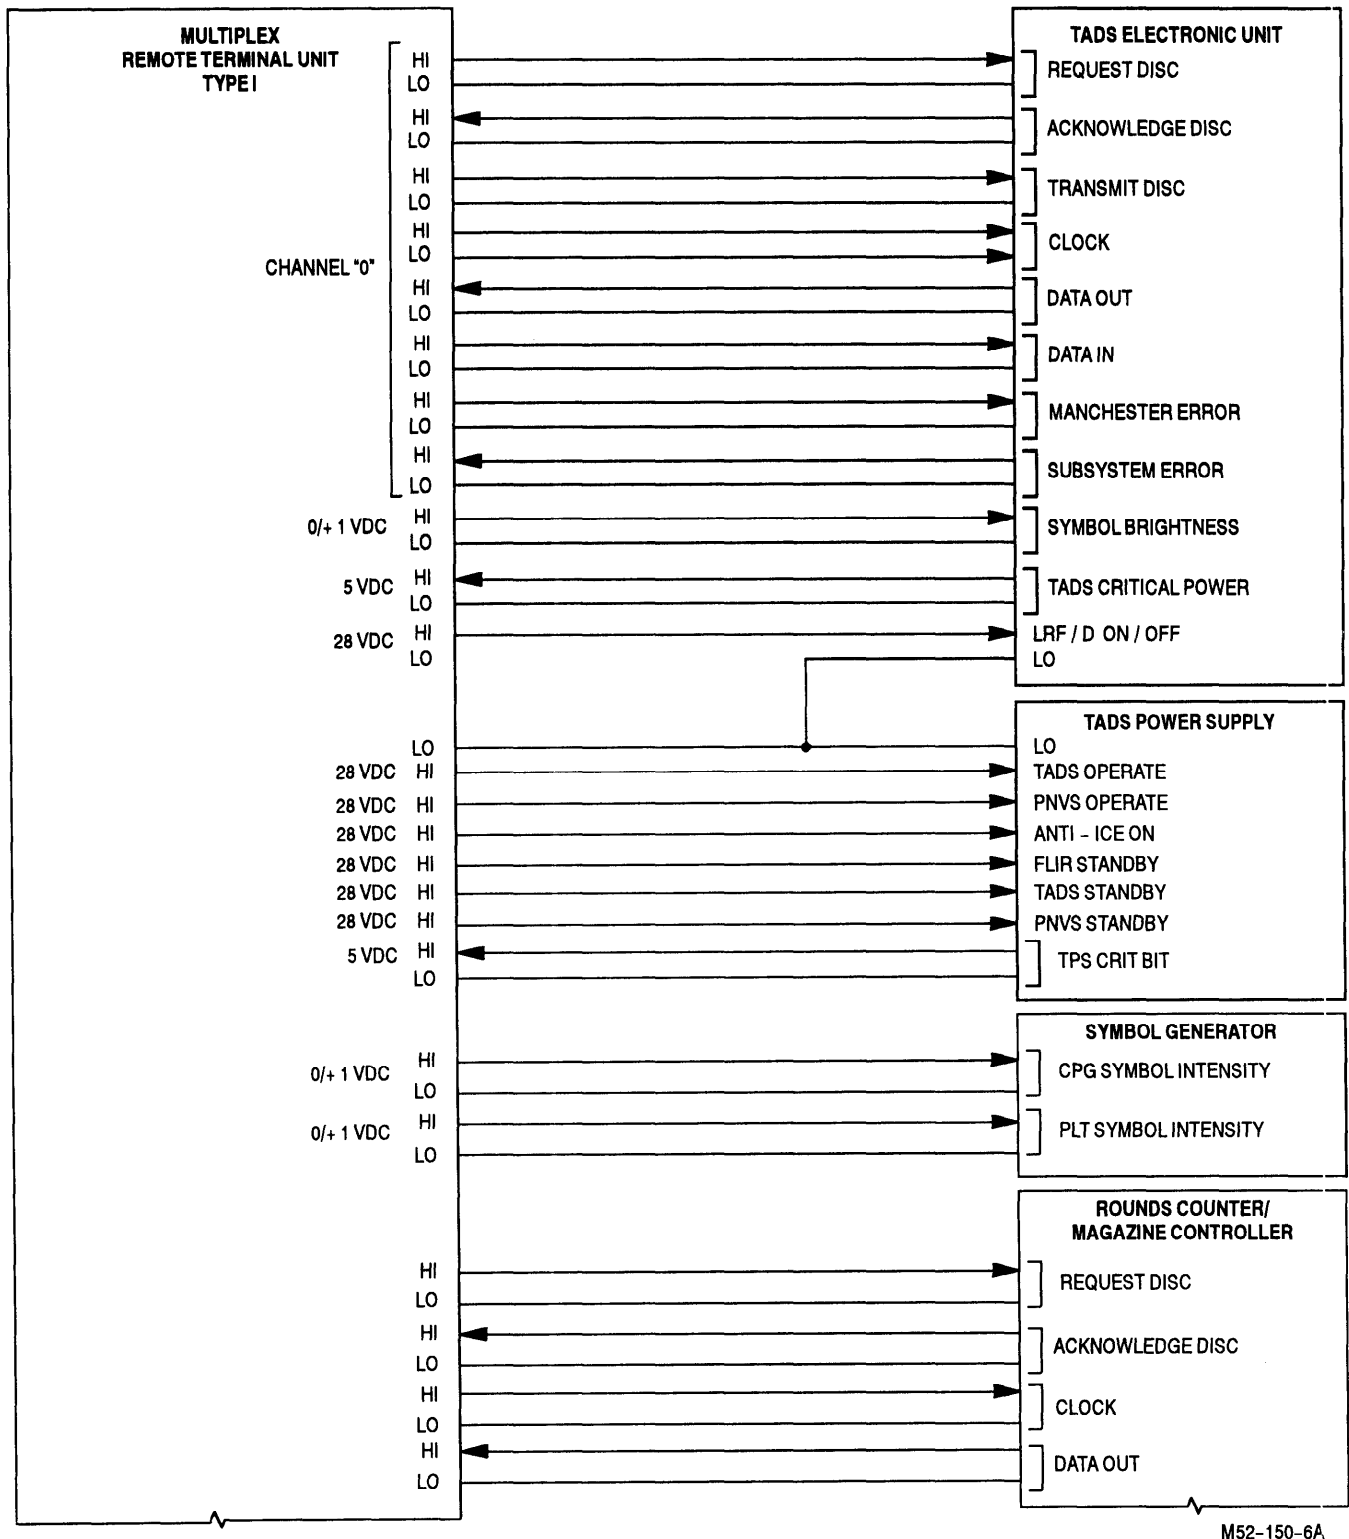 MULTIPLEX
REMOTE TERMINAL UNIT
TYPE I
TADS ELECTRONIC UNIT
HI
LO
REQUEST DISC
HI
LO
ACKNOWLEDGE DISC
HI
LO
TRANSMIT DISC
HI
LO
CLOCK
CHANNEL "0"
HI
LO
DATA OUT
HI
LO
DATA IN
HI
LO
MANCHESTER ERROR
HI
LO
SUBSYSTEM ERROR
0/+ 1 VDC
HI
LO
SYMBOL BRIGHTNESS
5 VDC
HI
LO
TADS CRITICAL POWER
28 VDC
HI
LO
LRF / D ON / OFF
LO
TADS POWER SUPPLY
LO LO
28 VDC HI TADS OPERATE
28 VDC HI PNVS OPERATE
28 VDC HI ANTI – ICE ON
28 VDC HI FLIR STANDBY
28 VDC HI TADS STANDBY
28 VDC HI PNVS STANDBY
5 VDC HI
LO
TPS CRIT BIT
SYMBOL GENERATOR
0/+ 1 VDC
HI
LO
CPG SYMBOL INTENSITY
0/+ 1 VDC
HI
LO
PLT SYMBOL INTENSITY
ROUNDS COUNTER/
MAGAZINE CONTROLLER
HI
LO
REQUEST DISC
HI
LO
ACKNOWLEDGE DISC
HI
LO
CLOCK
HI
LO
DATA OUT
M52-150-6A